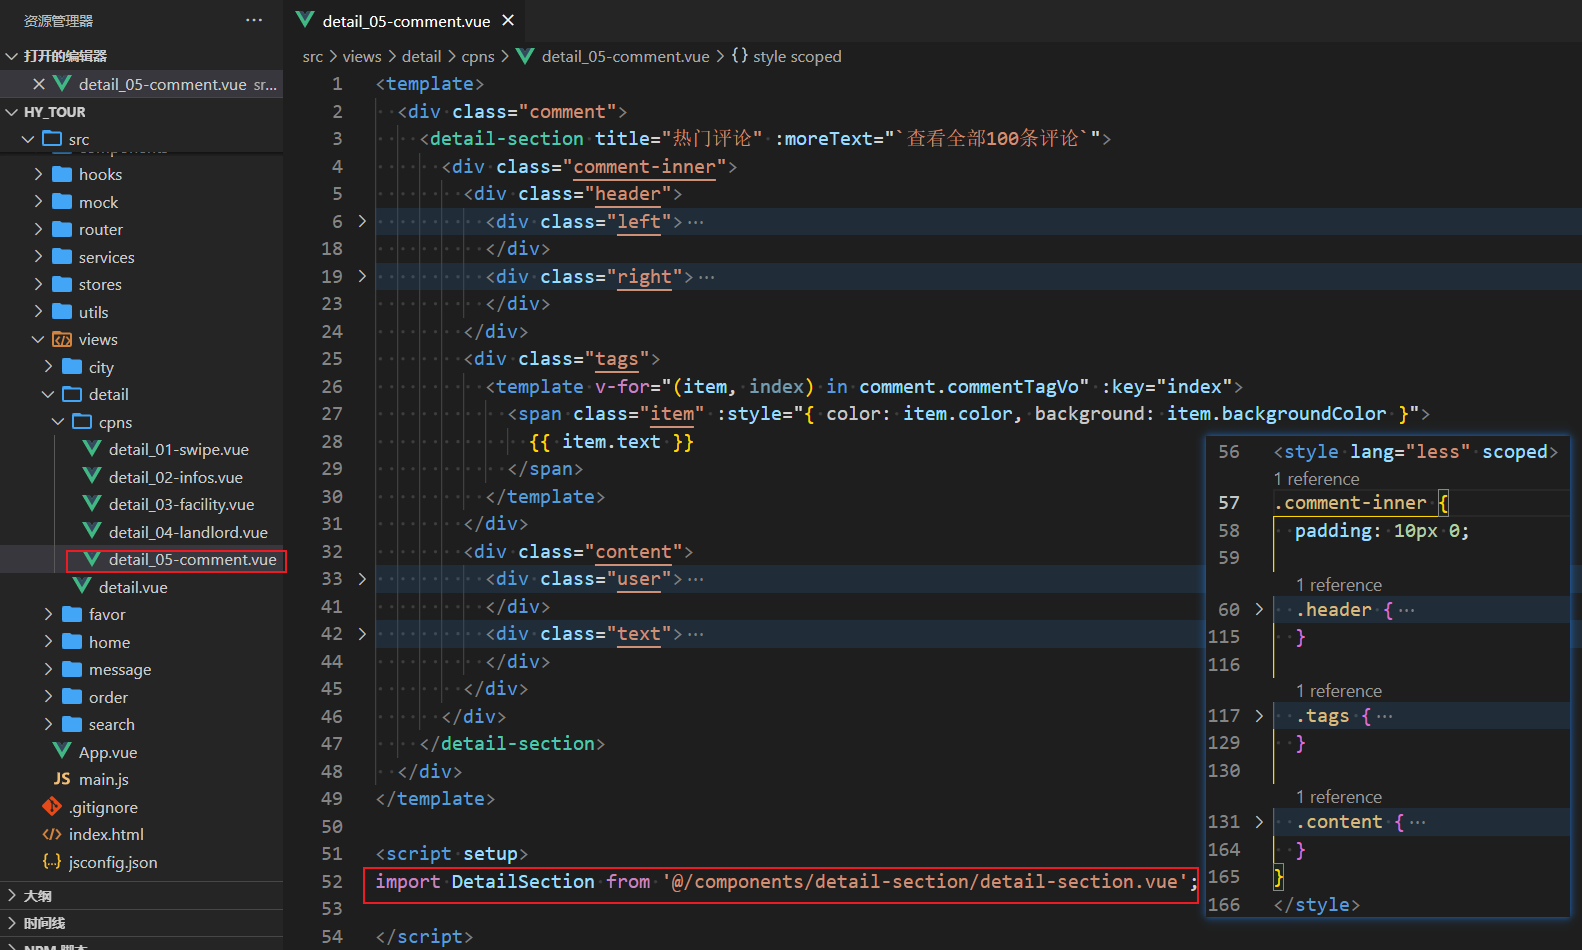 资源管理器
打开的编辑器
detail_05-comment.vue sr...
HY_TOUR
src
components
hooks
mock
router
services
stores
utils
views
city
detail
cpns
detail_01-swipe.vue
detail_02-infos.vue
detail_03-facility.vue
detail_04-landlord.vue
detail_05-comment.vue
detail.vue
favor
home
message
order
search
App.vue
JS main.js
.gitignore
index.html
jsconfig.json
大纲
时间线
NPM 脚本
detail_05-comment.vue
src > views > detail > cpns > detail_05-comment.vue > {} style scoped
1 <template>
2 <div class="comment">
3 <detail-section title="热门评论" :moreText="`查看全部100条评论`">
4 <div class="comment-inner">
5 <div class="header">
6 <div class="left">…
18 </div>
19 <div class="right">…
23 </div>
24 </div>
25 <div class="tags">
26 <template v-for="(item, index) in comment.commentTagVo" :key="index">
27 <span class="item" :style="{ color: item.color, background: item.backgroundColor }">
28 {{ item.text }}
29 </span>
30 </template>
31 </div>
32 <div class="content">
33 <div class="user">…
41 </div>
42 <div class="text">…
44 </div>
45 </div>
46 </div>
47 </detail-section>
48 </div>
49 </template>
50
51 <script setup>
52 import DetailSection from '@/components/detail-section/detail-section.vue';
53
54 </script>
56 <style lang="less" scoped>
1 reference
57 .comment-inner {
58 padding: 10px 0;
59
1 reference
60 .header {…
115 }
116
1 reference
117 .tags {…
129 }
130
1 reference
131 .content {…
164 }
165 }
166 </style>